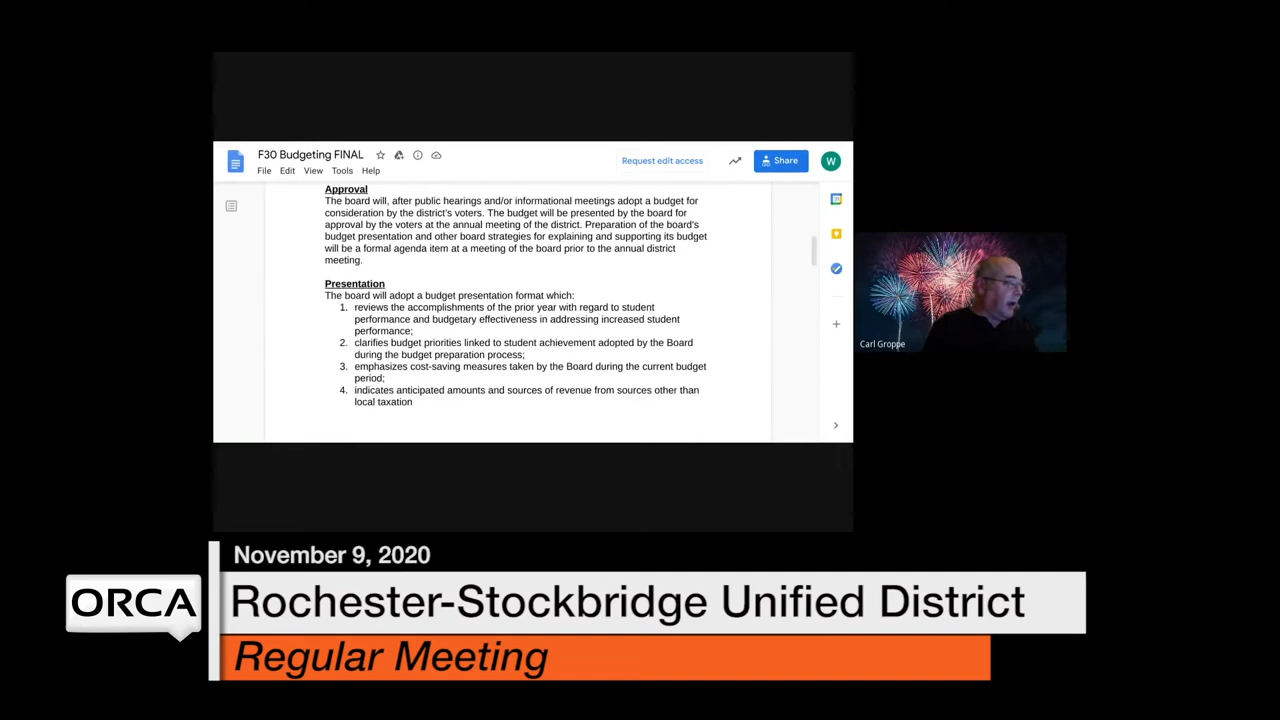 F30 Budgeting FINAL
File Edit View Tools Help
Request edit access
Share
W
Approval
The board will, after public hearings and/or informational meetings adopt a budget for
consideration by the district's voters. The budget will be presented by the board for
approval by the voters at the annual meeting of the district. Preparation of the board's
budget presentation and other board strategies for explaining and supporting its budget
will be a formal agenda item at a meeting of the board prior to the annual district
meeting.
Presentation
The board will adopt a budget presentation format which:
1. reviews the accomplishments of the prior year with regard to student
performance and budgetary effectiveness in addressing increased student
performance;
2. clarifies budget priorities linked to student achievement adopted by the Board
during the budget preparation process;
3. emphasizes cost-saving measures taken by the Board during the current budget
period;
4. indicates anticipated amounts and sources of revenue from sources other than
local taxation
Carl Groppe
November 9, 2020
ORCA
Rochester-Stockbridge Unified District
Regular Meeting